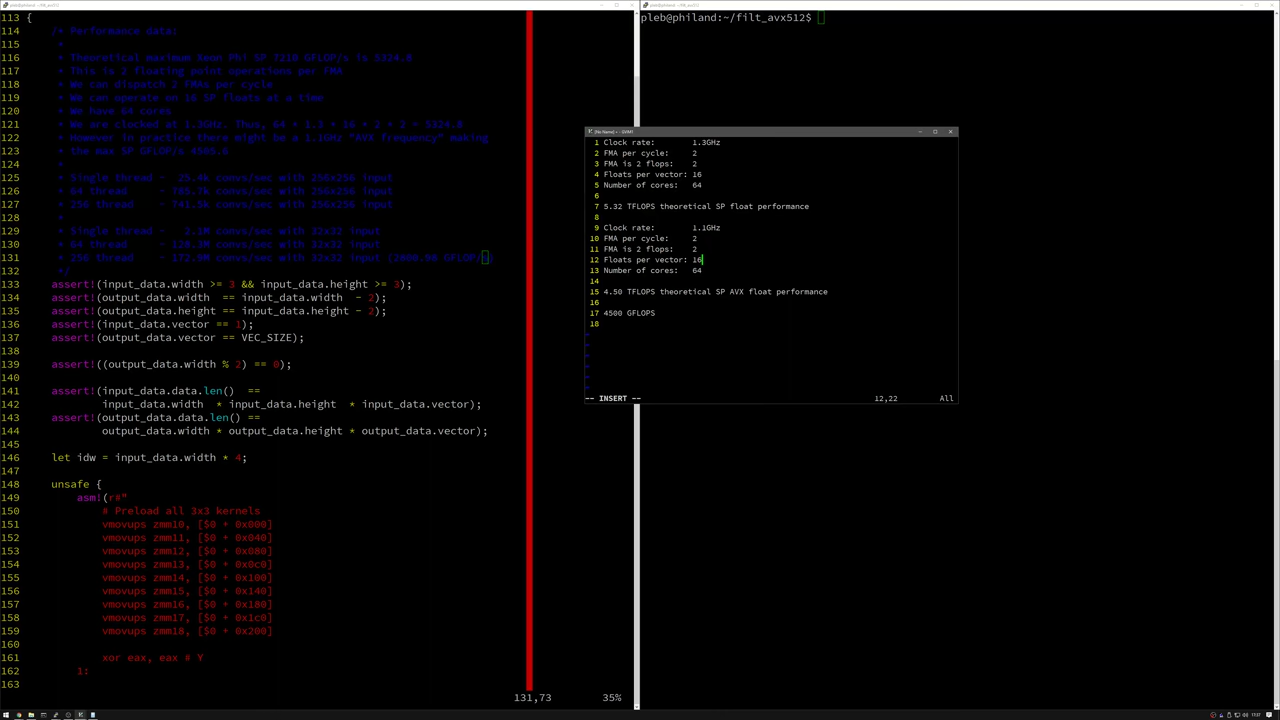 pleb@philand: ~/filt_avx512
113 {
114     /* Performance data:
115      *
116      * Theoretical maximum Xeon Phi SP 7210 GFLOP/s is 5324.8
117      * This is 2 floating point operations per FMA
118      * We can dispatch 2 FMAs per cycle
119      * We can operate on 16 SP floats at a time
120      * We have 64 cores
121      * We are clocked at 1.3GHz. Thus, 64 * 1.3 * 16 * 2 * 2 = 5324.8
122      * However in practice there might be a 1.1GHz "AVX frequency" making
123      * the max SP GFLOP/s 4505.6
124      *
125      * Single thread - 25.4k convs/sec with 256x256 input
126      * 64 thread - 785.7k convs/sec with 256x256 input
127      * 256 thread - 741.5k convs/sec with 256x256 input
128      *
129      * Single thread - 2.1M convs/sec with 32x32 input
130      * 64 thread - 128.3M convs/sec with 32x32 input
131      * 256 thread - 172.9M convs/sec with 32x32 input (2800.98 GFLOP/s)
132      */
133     assert!(input_data.width >= 3 && input_data.height >= 3);
134     assert!(output_data.width  == input_data.width  - 2);
135     assert!(output_data.height == input_data.height - 2);
136     assert!(input_data.vector == 1);
137     assert!(output_data.vector == VEC_SIZE);
138
139     assert!((output_data.width % 2) == 0);
140
141     assert!(input_data.data.len()  ==
142             input_data.width  * input_data.height  * input_data.vector);
143     assert!(output_data.data.len() ==
144             output_data.width * output_data.height * output_data.vector);
145
146     let idw = input_data.width * 4;
147
148     unsafe {
149         asm!(r#"
150             # Preload all 3x3 kernels
151             vmovups zmm10, [$0 + 0x000]
152             vmovups zmm11, [$0 + 0x040]
153             vmovups zmm12, [$0 + 0x080]
154             vmovups zmm13, [$0 + 0x0c0]
155             vmovups zmm14, [$0 + 0x100]
156             vmovups zmm15, [$0 + 0x140]
157             vmovups zmm16, [$0 + 0x180]
158             vmovups zmm17, [$0 + 0x1c0]
159             vmovups zmm18, [$0 + 0x200]
160
161             xor eax, eax # Y
162         1:
163
131,73 35%
pleb@philand: ~/filt_avx512
pleb@philand:~/filt_avx512$
[No Name] + - GVIM1
1 Clock rate:        1.3GHz
2 FMA per cycle:     2
3 FMA is 2 flops:    2
4 Floats per vector: 16
5 Number of cores:   64
6
7 5.32 TFLOPS theoretical SP float performance
8
9 Clock rate:        1.1GHz
10 FMA per cycle:     2
11 FMA is 2 flops:    2
12 Floats per vector: 16
13 Number of cores:   64
14
15 4.50 TFLOPS theoretical SP AVX float performance
16
17 4500 GFLOPS
18
~
~
~
~
~
~
-- INSERT -- 12,22 All